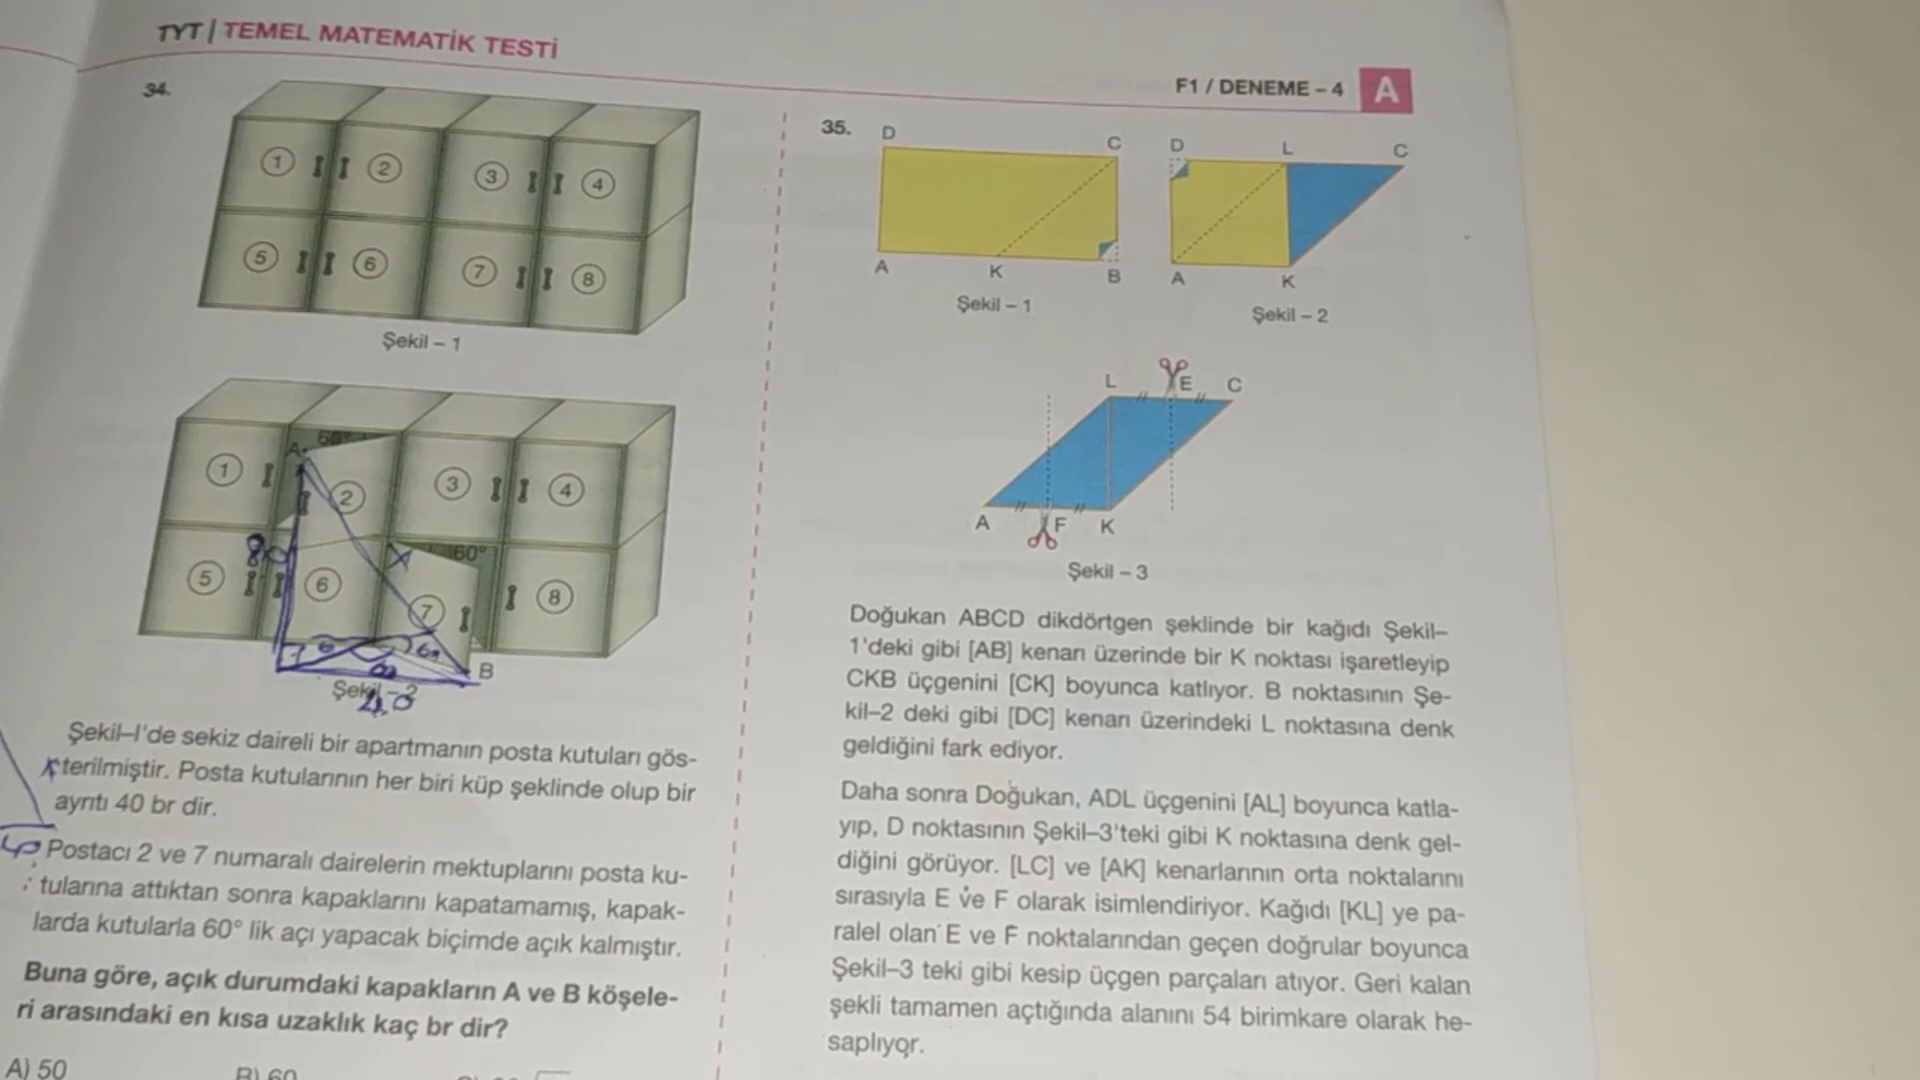 TYT | TEMEL MATEMATİK TESTİ
F1 / DENEME – 4 A
34.
1 2 3 4
5 6 7 8
Şekil – 1
A 60°
1 2 3 4
80
5 6 7 60° 8
B
Şekil – 2
40
Şekil–I'de sekiz daireli bir apartmanın posta kutuları gös-
terilmiştir. Posta kutularının her biri küp şeklinde olup bir
ayrıtı 40 br dir.
Postacı 2 ve 7 numaralı dairelerin mektuplarını posta ku-
tularına attıktan sonra kapaklarını kapatamamış, kapak-
larda kutularla 60° lik açı yapacak biçimde açık kalmıştır.
Buna göre, açık durumdaki kapakların A ve B köşele-
ri arasındaki en kısa uzaklık kaç br dir?
A) 50
B) 60
35.
D C
A K B
Şekil – 1
D L C
A K
Şekil – 2
L E C
A F K
Şekil – 3
Doğukan ABCD dikdörtgen şeklinde bir kağıdı Şekil–
1'deki gibi [AB] kenarı üzerinde bir K noktası işaretleyip
CKB üçgenini [CK] boyunca katlıyor. B noktasının Şe-
kil–2 deki gibi [DC] kenarı üzerindeki L noktasına denk
geldiğini fark ediyor.
Daha sonra Doğukan, ADL üçgenini [AL] boyunca katla-
yıp, D noktasının Şekil–3'teki gibi K noktasına denk gel-
diğini görüyor. [LC] ve [AK] kenarlarının orta noktalarını
sırasıyla E ve F olarak isimlendiriyor. Kağıdı [KL] ye pa-
ralel olan E ve F noktalarından geçen doğrular boyunca
Şekil–3 teki gibi kesip üçgen parçaları atıyor. Geri kalan
şekli tamamen açtığında alanını 54 birimkare olarak he-
saplıyor.